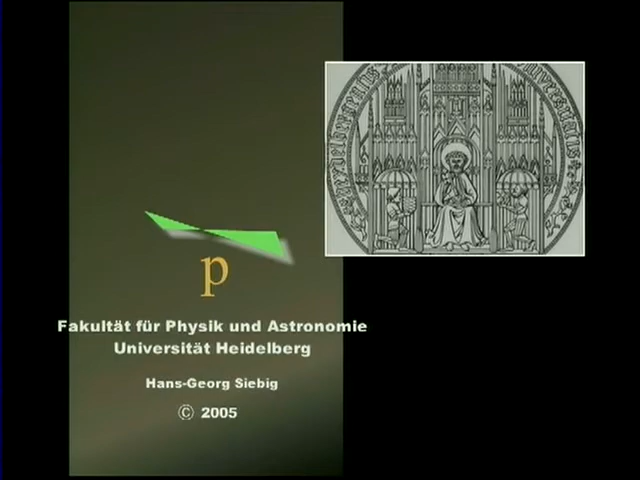 p
Fakultät für Physik und Astronomie
Universität Heidelberg
Hans-Georg Siebig
© 2005